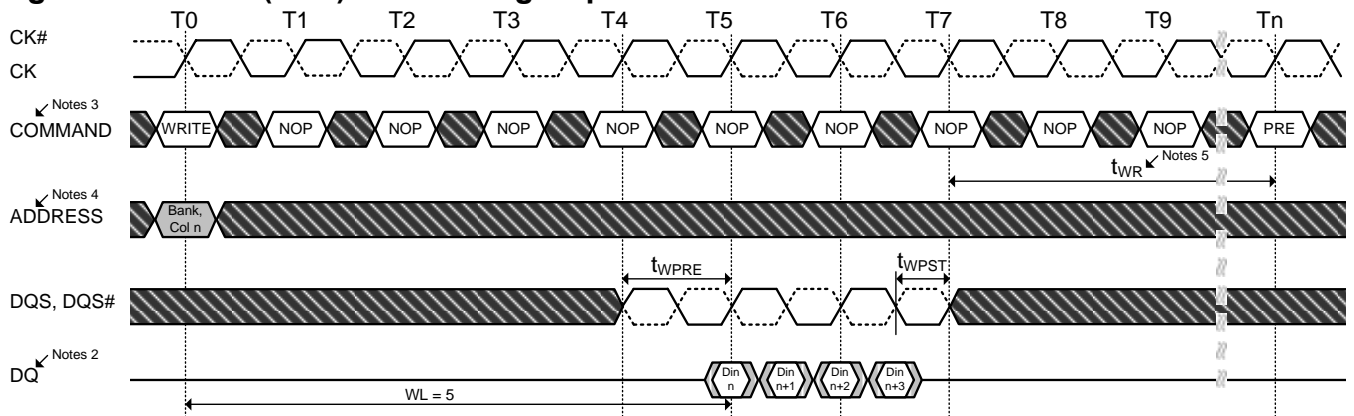 T0 T1 T2 T3 T4 T5 T6 T7 T8 T9 Tn
CK#
CK
Notes 3
COMMAND
WRITE NOP NOP NOP NOP NOP NOP NOP NOP NOP PRE
tWR Notes 5
Notes 4
ADDRESS
Bank,
Col n
tWPRE tWPST
DQS, DQS#
Notes 2
DQ
Din Din Din Din
n n+1 n+2 n+3
WL = 5